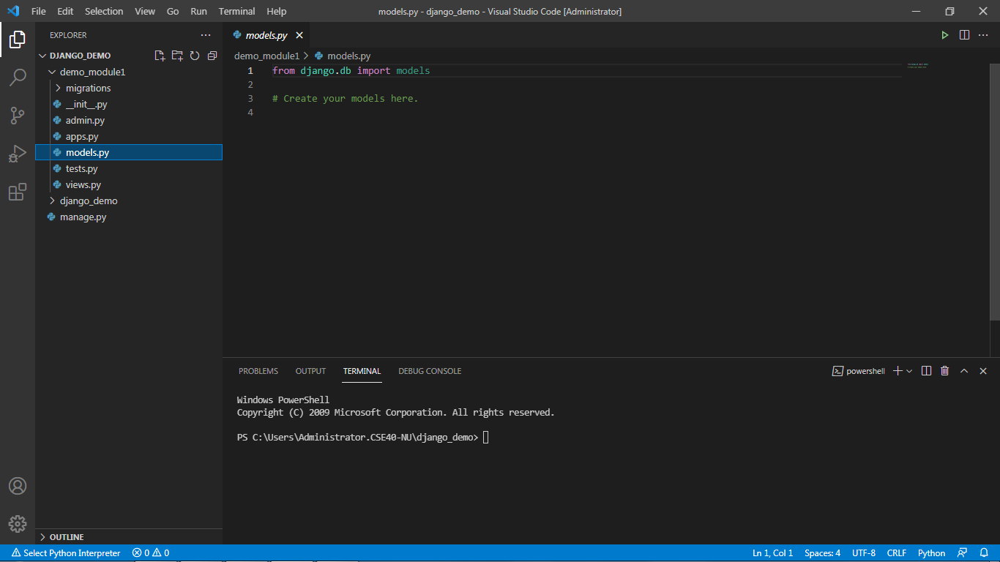 File Edit Selection View Go Run Terminal Help
models.py - django_demo - Visual Studio Code [Administrator]
EXPLORER
DJANGO_DEMO
demo_module1
migrations
__init__.py
admin.py
apps.py
models.py
tests.py
views.py
django_demo
manage.py
OUTLINE
models.py
demo_module1 > models.py
1 from django.db import models
2
3 # Create your models here.
4
PROBLEMS OUTPUT TERMINAL DEBUG CONSOLE
powershell
Windows PowerShell
Copyright (C) 2009 Microsoft Corporation. All rights reserved.
PS C:\Users\Administrator.CSE40-NU\django_demo>
Select Python Interpreter 0 0
Ln 1, Col 1 Spaces: 4 UTF-8 CRLF Python